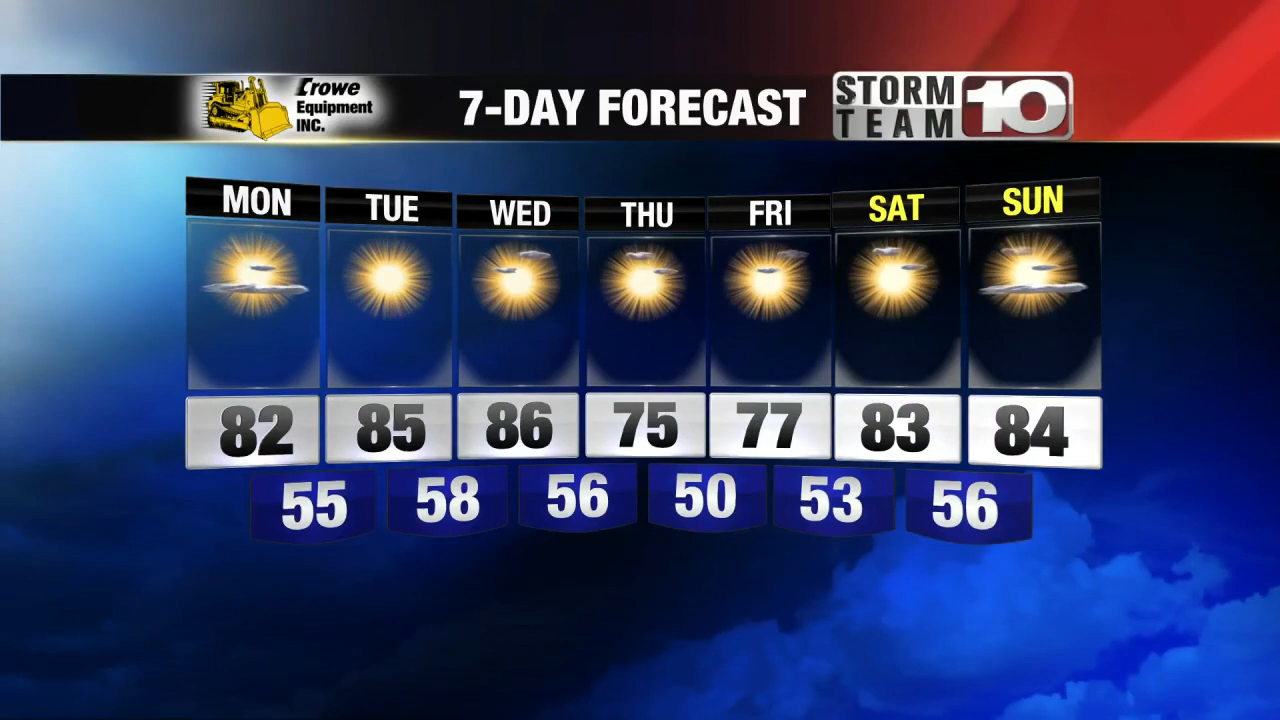 Crowe
Equipment
INC.
7-DAY FORECAST
STORM
TEAM
10
MON TUE WED THU FRI SAT SUN
82 85 86 75 77 83 84
55 58 56 50 53 56